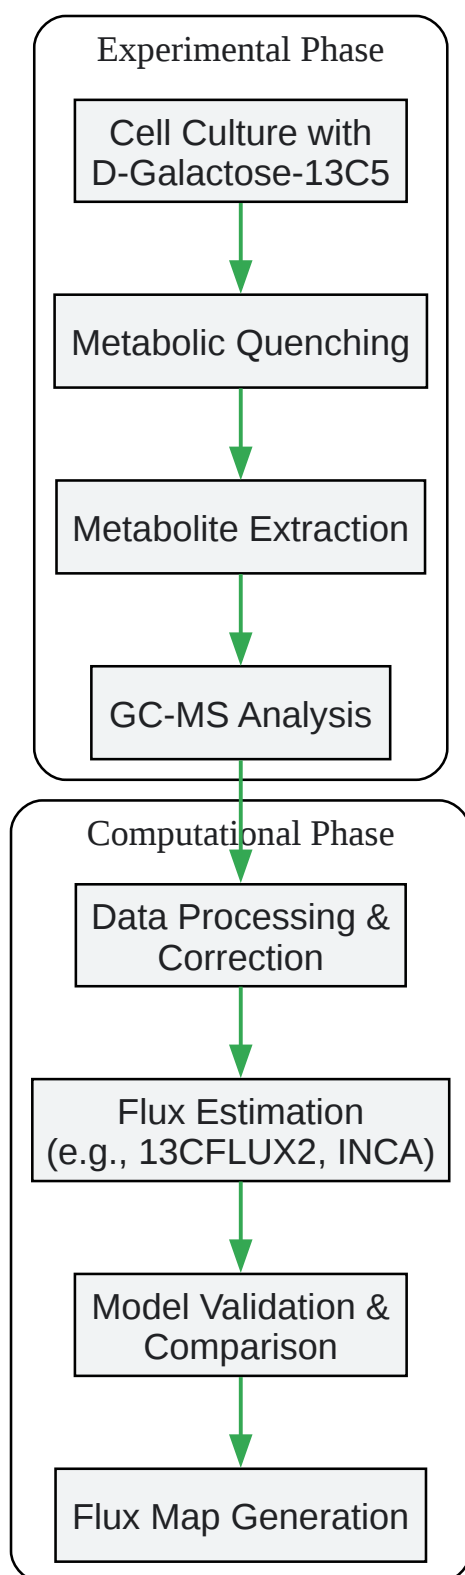 Experimental Phase
Cell Culture with
D-Galactose-13C5
Metabolic Quenching
Metabolite Extraction
GC-MS Analysis
Computational Phase
Data Processing &
Correction
Flux Estimation
(e.g., 13CFLUX2, INCA)
Model Validation &
Comparison
Flux Map Generation